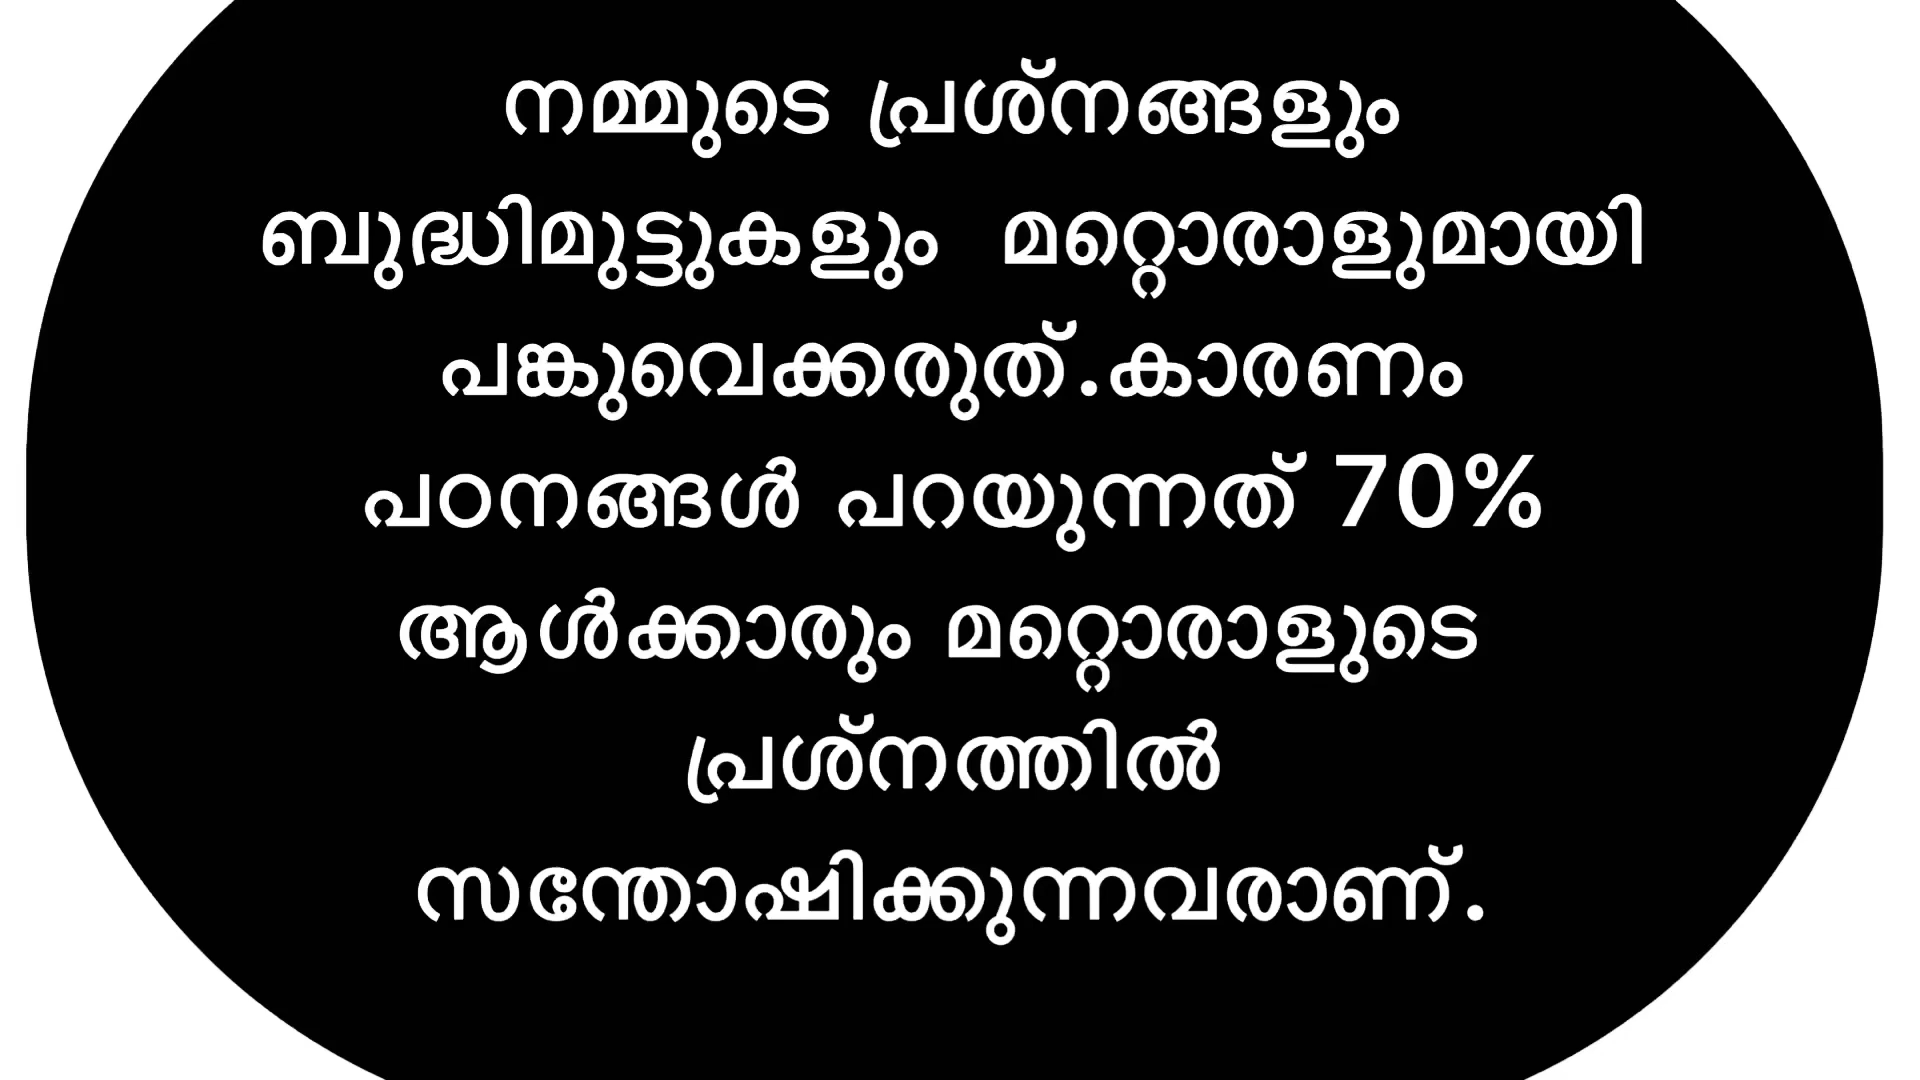 നമ്മുടെ പ്രശ്നങ്ങളും
ബുദ്ധിമുട്ടുകളും മറ്റൊരാളുമായി
പങ്കുവെക്കരുത്.കാരണം
പഠനങ്ങൾ പറയുന്നത് 70%
ആൾക്കാരും മറ്റൊരാളുടെ
പ്രശ്നത്തിൽ
സന്തോഷിക്കുന്നവരാണ്.